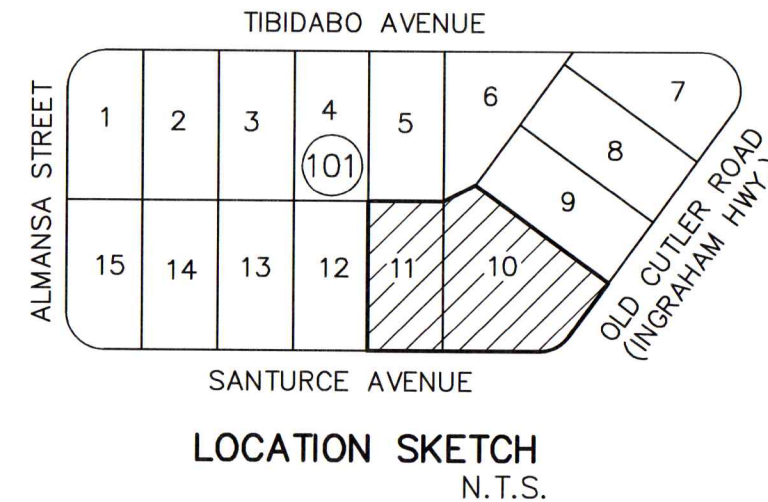 TIBIDABO AVENUE
ALMANSA STREET
1 2 3 4 5 6 7
101
8
9
15 14 13 12 11 10
OLD CUTLER ROAD
(INGRAHAM HWY.)
SANTURCE AVENUE
LOCATION SKETCH
N.T.S.